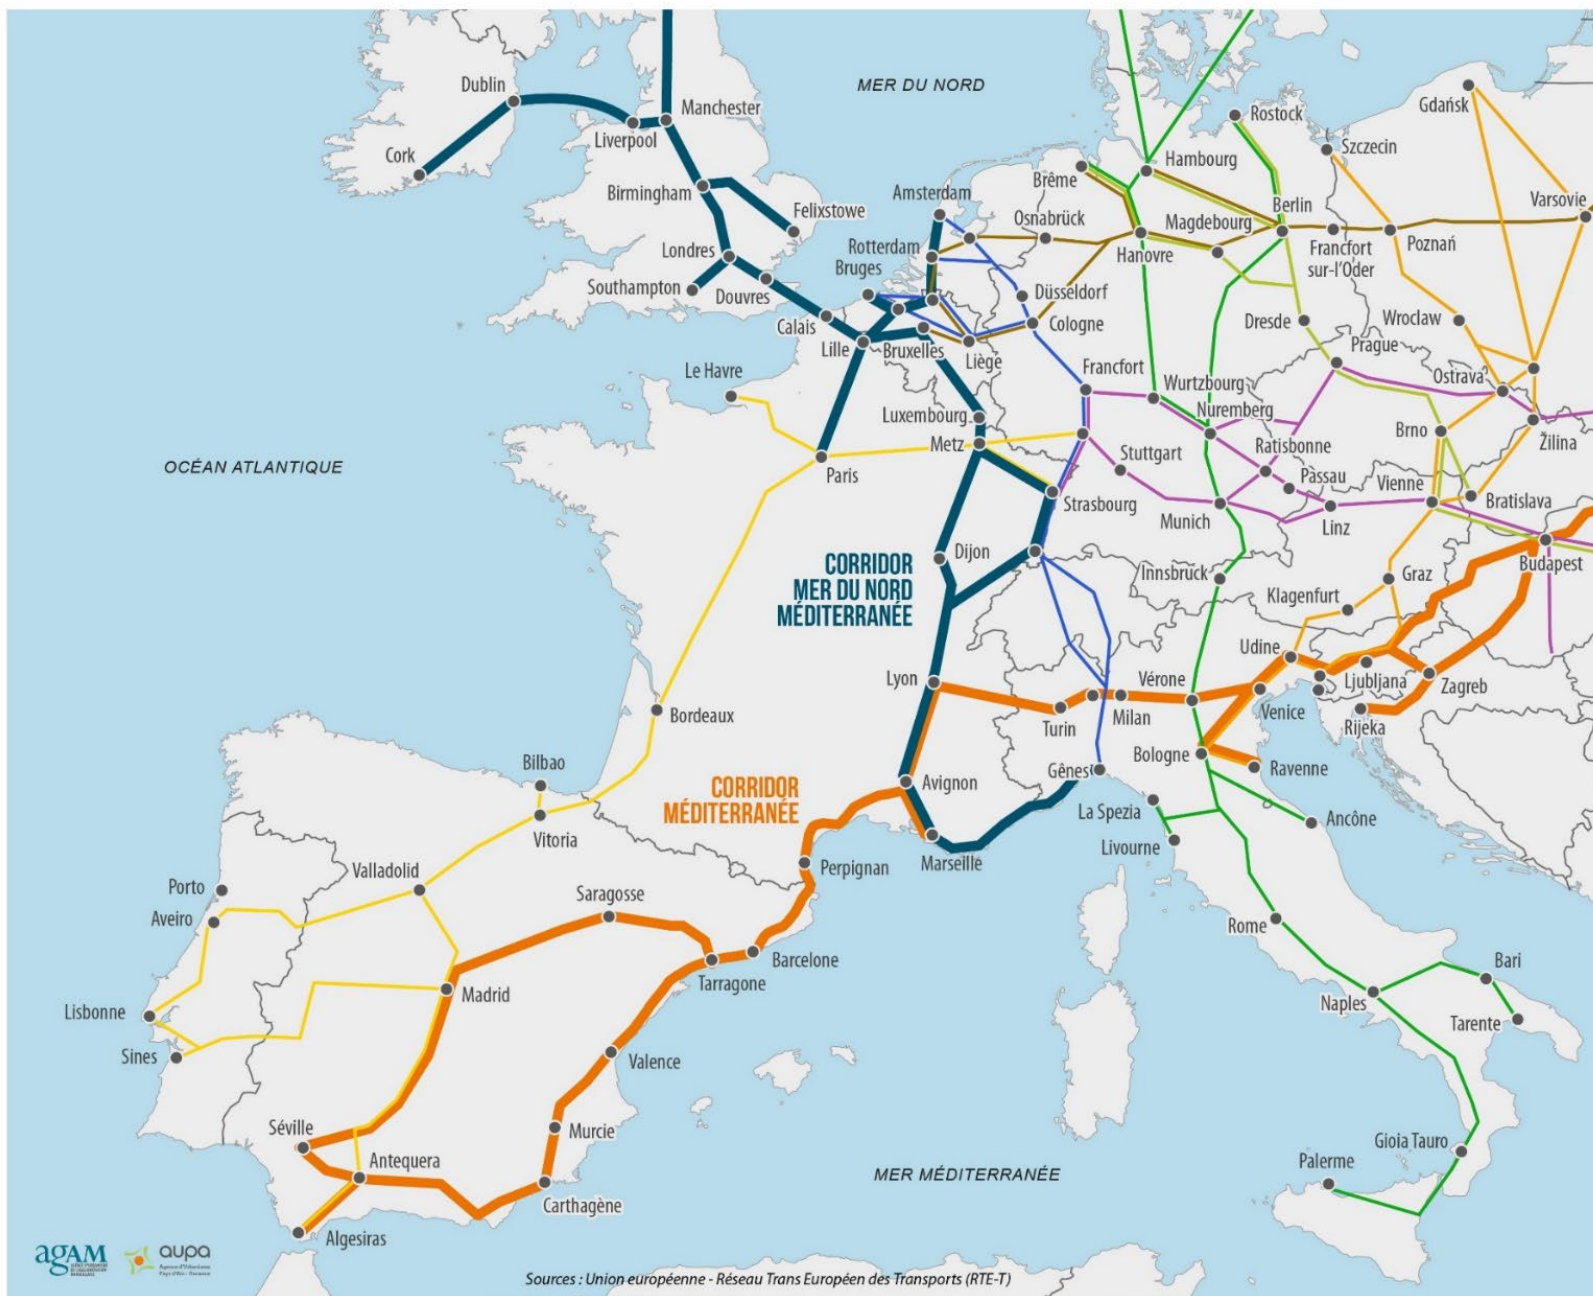 MER DU NORD
Dublin
Gdańsk
Manchester
Rostock
Liverpool
Szczecin
Cork
Hambourg
Brême
Birmingham
Amsterdam
Varsovie
Felixstowe
Osnabrück
Magdebourg
Berlin
Londres
Rotterdam
Hanovre
Francfort
sur-l'Oder
Poznań
Bruges
Southampton
Douvres
Düsseldorf
Calais
Cologne
Dresde
Wroclaw
Lille
Bruxelles
Liège
Prague
Le Havre
Francfort
Wurtzbourg
Ostrava
Luxembourg
Nuremberg
Brno
Metz
Žilina
OCÉAN ATLANTIQUE
Paris
Stuttgart
Ratisbonne
Passau
Vienne
Strasbourg
Munich
Linz
Bratislava
Dijon
CORRIDOR
MER DU NORD
MÉDITERRANÉE
Innsbruck
Budapest
Graz
Klagenfurt
Udine
Lyon
Vérone
Ljubljana
Zagreb
Bordeaux
Turin
Milan
Venice
Rijeka
Bilbao
Bologne
Gênes
Ravenne
CORRIDOR
MÉDITERRANÉE
Avignon
La Spezia
Ancône
Vitoria
Livourne
Marseille
Valladolid
Perpignan
Porto
Saragosse
Aveiro
Rome
Barcelone
Bari
Tarragone
Madrid
Naples
Lisbonne
Tarente
Sines
Valence
Séville
Murcie
Gioia Tauro
Antequera
MER MÉDITERRANÉE
Palerme
Carthagène
Algesiras
agAM
aupa
Sources : Union européenne - Réseau Trans Européen des Transports (RTE-T)